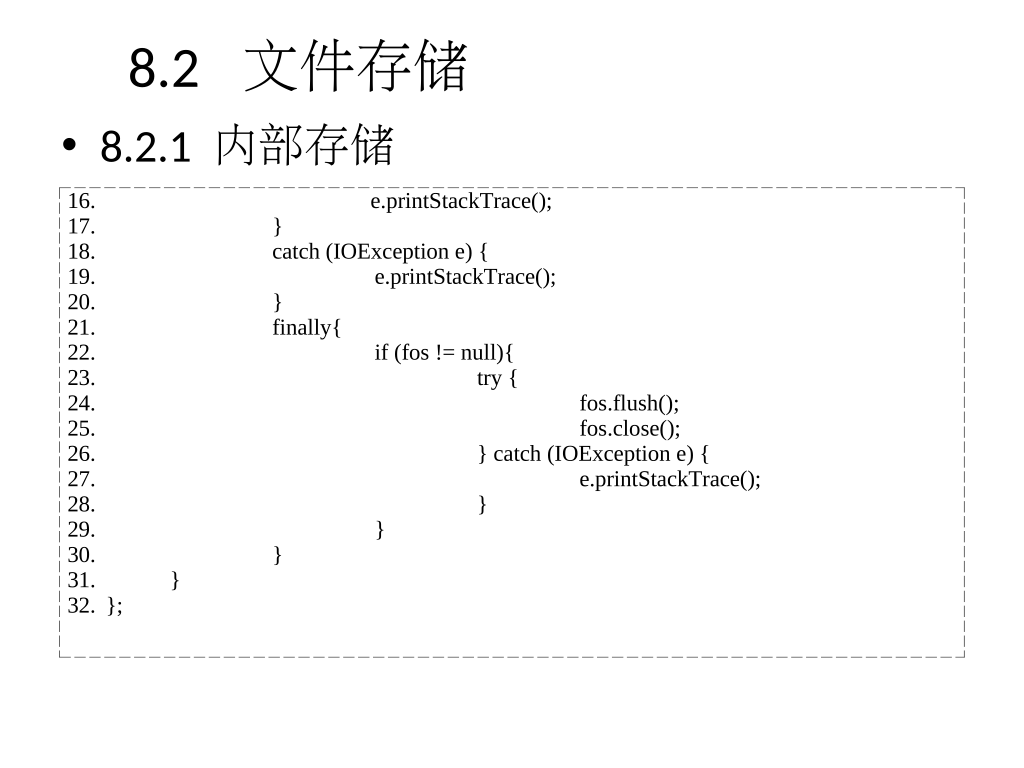 8.2 文件存储
• 8.2.1 内部存储
16. e.printStackTrace();
17. }
18. catch (IOException e) {
19. e.printStackTrace();
20. }
21. finally{
22. if (fos != null){
23. try {
24. fos.flush();
25. fos.close();
26. } catch (IOException e) {
27. e.printStackTrace();
28. }
29. }
30. }
31. }
32. };